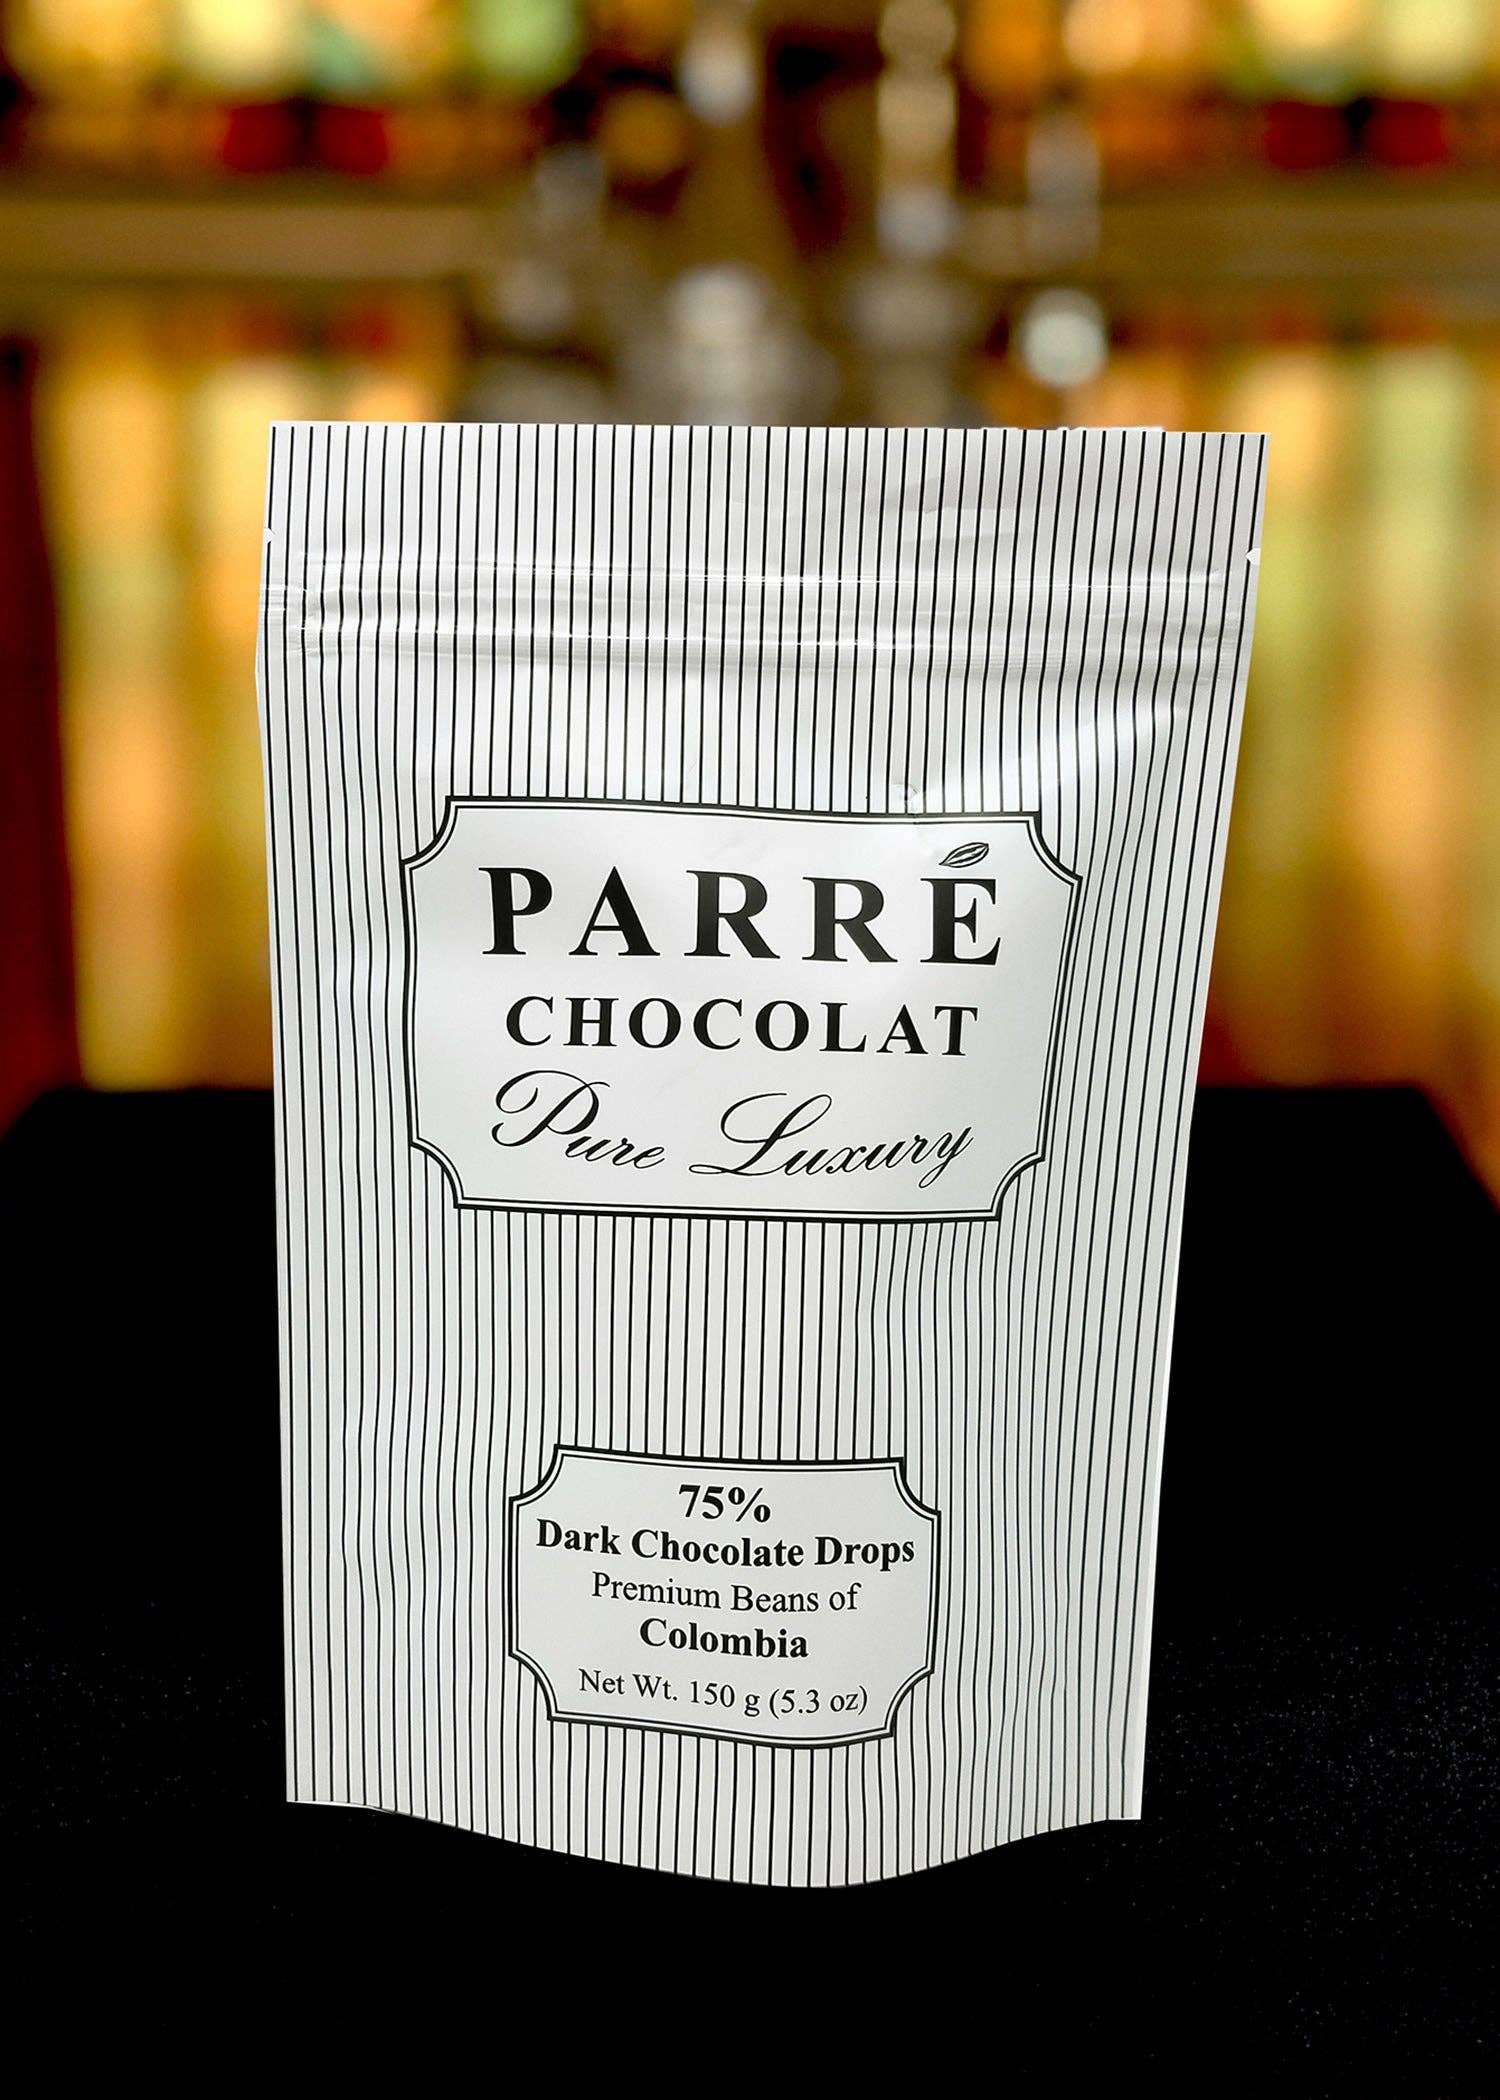 PARRÉ
CHOCOLAT
Pure Luxury
75%
Dark Chocolate Drops
Premium Beans of
Colombia
Net Wt. 150 g (5.3 oz)